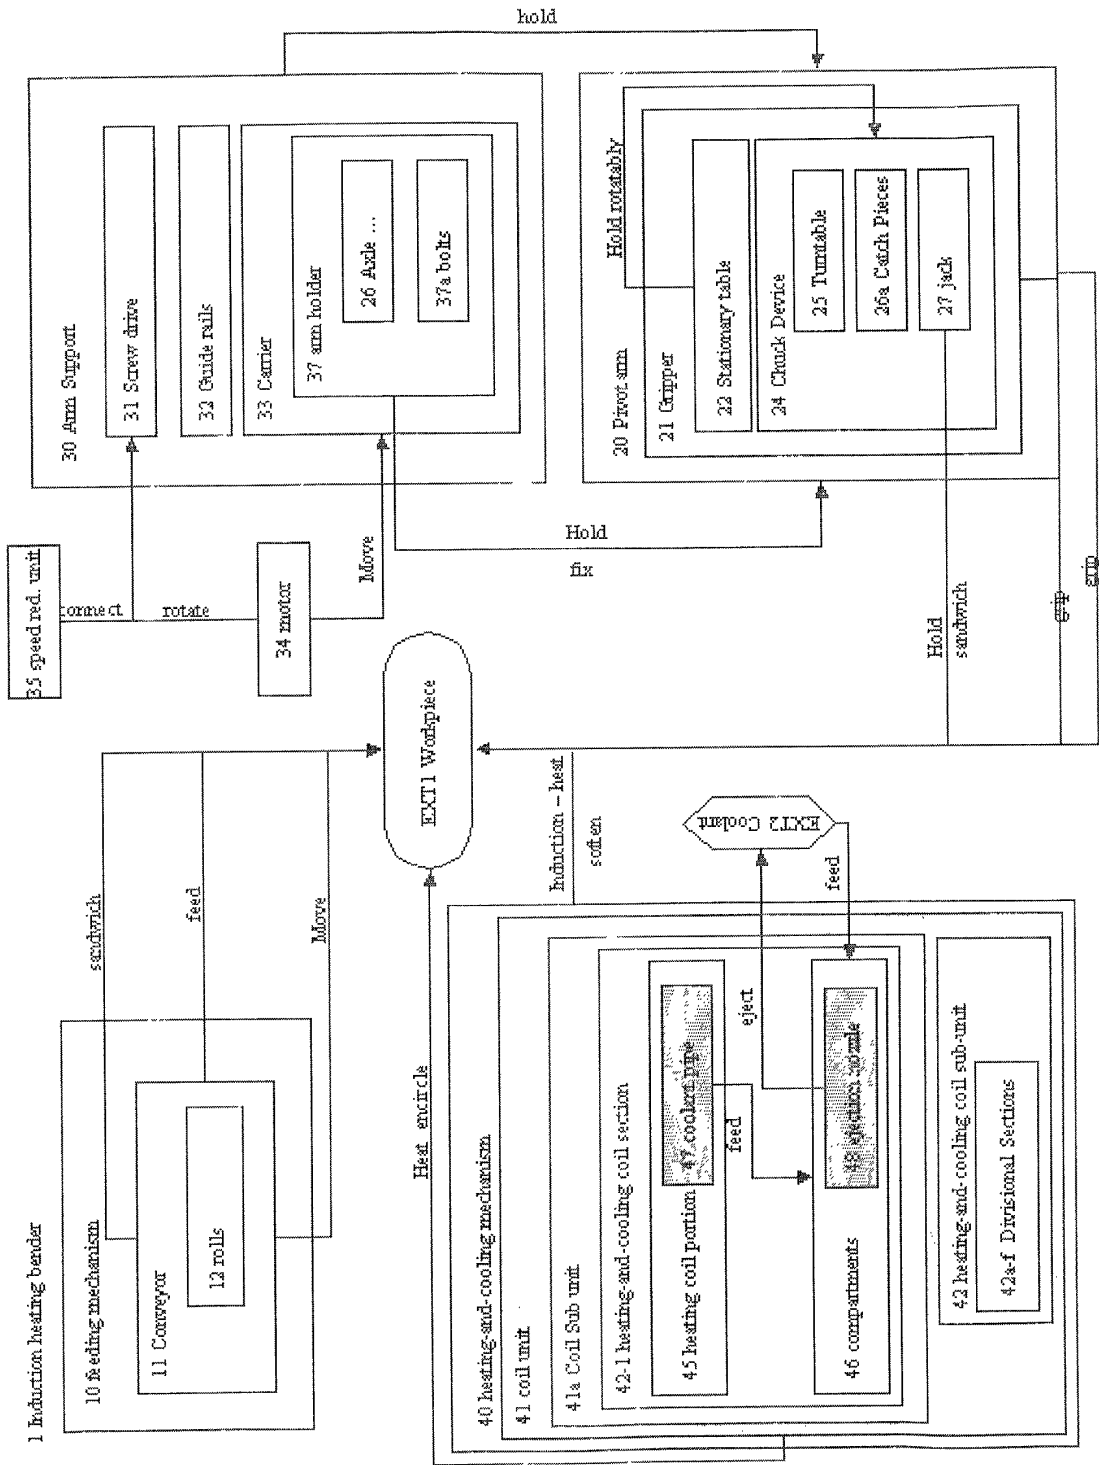 1 Induction heating bender
10 feeding mechanism
11 Conveyor
12 rolls
sandwich
feed
Move
35 speed red. unit
connect
rotate
34 motor
Move
30 Arm Support
31 Screw drive
32 Guide rails
33 Carrier
37 arm holder
26 Axle ...
37a bolts
hold
Hold
fix
EXT1 Workpiece
Heat encircle
40 heating-and-cooling mechanism
41 coil unit
41a Coil Sub unit
42-1 heating-and-cooling coil section
45 heating coil portion
47 coolant pipe
feed
46 compartments
49 ejection nozzle
eject
42 heating-and-cooling coil sub-unit
42a-f Divisional Sections
Induction - heat
soften
EXT2 Coolant
feed
20 Pivot arm
21 Gripper
22 Stationary table
24 Chuck Device
25 Turntable
26a Catch Pieces
27 jack
Hold rotatably
Hold
sandwich
grip
grip